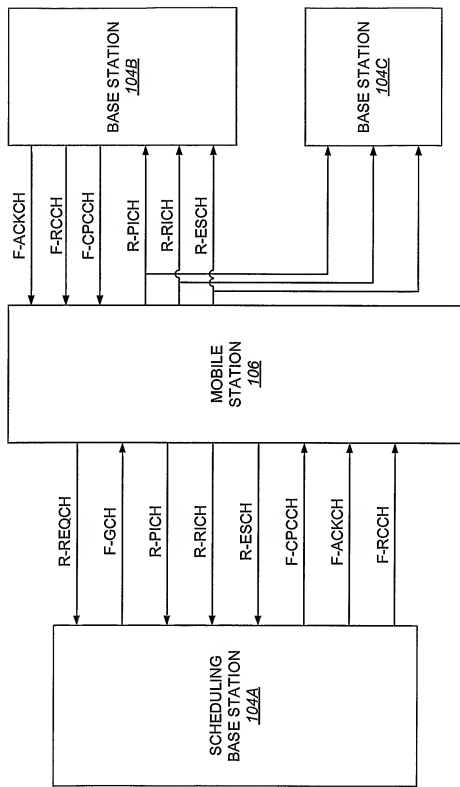 SCHEDULING
BASE STATION
104A
R-REQCH
F-GCH
R-PICH
R-RICH
R-ESCH
F-CPCCH
F-ACKCH
F-RCCH
MOBILE
STATION
106
F-ACKCH
F-RCCH
F-CPCCH
R-PICH
R-RICH
R-ESCH
BASE STATION
104B
BASE STATION
104C